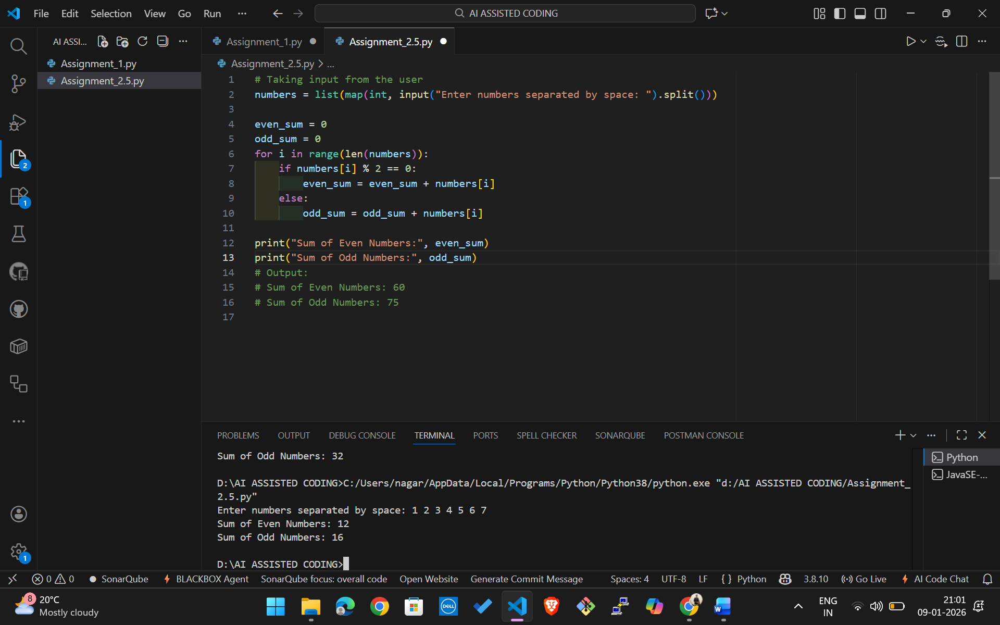 File Edit Selection View Go Run ... AI ASSISTED CODING
AI ASSI...
Assignment_1.py
Assignment_2.5.py
Assignment_1.py
Assignment_2.5.py
Assignment_2.5.py > ...
1 # Taking input from the user
2 numbers = list(map(int, input("Enter numbers separated by space: ").split()))
3
4 even_sum = 0
5 odd_sum = 0
6 for i in range(len(numbers)):
7 if numbers[i] % 2 == 0:
8 even_sum = even_sum + numbers[i]
9 else:
10 odd_sum = odd_sum + numbers[i]
11
12 print("Sum of Even Numbers:", even_sum)
13 print("Sum of Odd Numbers:", odd_sum)
14 # Output:
15 # Sum of Even Numbers: 60
16 # Sum of Odd Numbers: 75
17
2
1
1
PROBLEMS OUTPUT DEBUG CONSOLE TERMINAL PORTS SPELL CHECKER SONARQUBE POSTMAN CONSOLE
Sum of Odd Numbers: 32
D:\AI ASSISTED CODING>C:/Users/nagar/AppData/Local/Programs/Python/Python38/python.exe "d:/AI ASSISTED CODING/Assignment_
2.5.py"
Enter numbers separated by space: 1 2 3 4 5 6 7
Sum of Even Numbers: 12
Sum of Odd Numbers: 16
D:\AI ASSISTED CODING>
Python
JavaSE-...
0 0 SonarQube BLACKBOX Agent SonarQube focus: overall code Open Website Generate Commit Message Spaces: 4 UTF-8 LF { } Python 3.8.10 Go Live AI Code Chat
8
20°C
Mostly cloudy
DELL
W
ENG
IN
21:01
09-01-2026